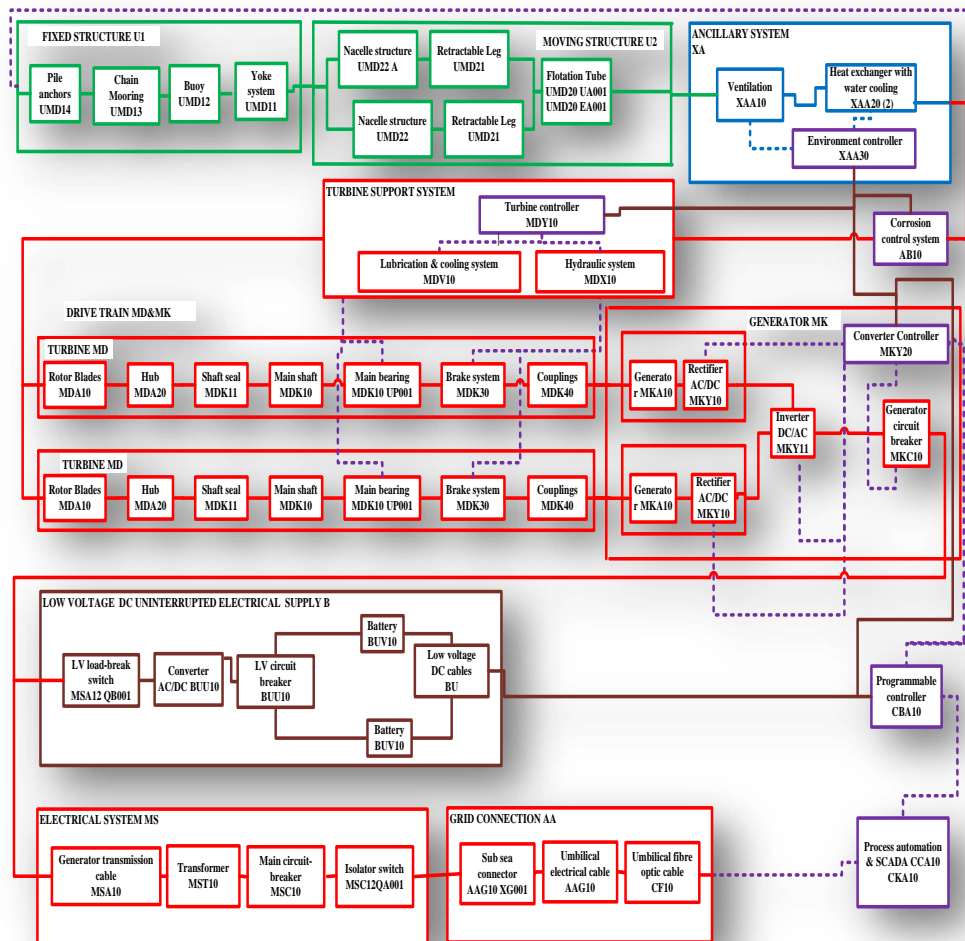 FIXED STRUCTURE U1
Pile
anchors
UMD14
Chain
Mooring
UMD13
Buoy
UMD12
Yoke
system
UMD11
MOVING STRUCTURE U2
Nacelle structure
UMD22 A
Retractable Leg
UMD21
Nacelle structure
UMD22
Retractable Leg
UMD21
Flotation Tube
UMD20 UA001
UMD20 EA001
ANCILLARY SYSTEM
XA
Ventilation
XAA10
Heat exchanger with
water cooling
XAA20 (2)
Environment controller
XAA30
TURBINE SUPPORT SYSTEM
Turbine controller
MDY10
Lubrication & cooling system
MDV10
Hydraulic system
MDX10
Corrosion
control system
AB10
DRIVE TRAIN MD&MK
TURBINE MD
Rotor Blades
MDA10
Hub
MDA20
Shaft seal
MDK11
Main shaft
MDK10
Main bearing
MDK10 UP001
Brake system
MDK30
Couplings
MDK40
TURBINE MD
Rotor Blades
MDA10
Hub
MDA20
Shaft seal
MDK11
Main shaft
MDK10
Main bearing
MDK10 UP001
Brake system
MDK30
Couplings
MDK40
GENERATOR MK
Generato
r MKA10
Rectifier
AC/DC
MKY10
Generato
r MKA10
Rectifier
AC/DC
MKY10
Inverter
DC/AC
MKY11
Converter Controller
MKY20
Generator
circuit
breaker
MKC10
LOW VOLTAGE DC UNINTERRUPTED ELECTRICAL SUPPLY B
LV load-break
switch
MSA12 QB001
Converter
AC/DC BUU10
LV circuit
breaker
BUU10
Battery
BUV10
Battery
BUV10
Low voltage
DC cables
BU
Programmable
controller
CBA10
ELECTRICAL SYSTEM MS
Generator transmission
cable
MSA10
Transformer
MST10
Main circuit-
breaker
MSC10
Isolator switch
MSC12QA001
GRID CONNECTION AA
Sub sea
connector
AAG10 XG001
Umbilical
electrical cable
AAG10
Umbilical fibre
optic cable
CF10
Process automation
& SCADA CCA10
CKA10